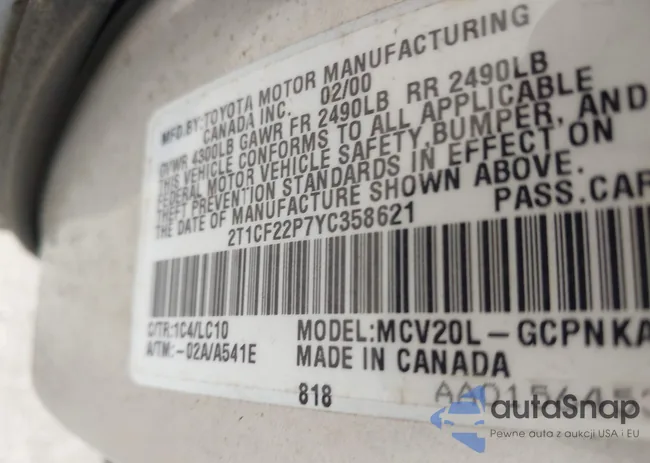 MFD.BY:TOYOTA MOTOR MANUFACTURING
CANADA INC. 02/00
GVWR 4300LB GAWR FR 2490LB RR 2490LB
THIS VEHICLE CONFORMS TO ALL APPLICABLE
FEDERAL MOTOR VEHICLE SAFETY,BUMPER, AND
THEFT PREVENTION STANDARDS IN EFFECT ON
THE DATE OF MANUFACTURE SHOWN ABOVE.
2T1CF22P7YC358621 PASS.CAR
C/TR:1C4/LC10 MODEL:MCV20L-GCPNKA
A/TM:-02A/A541E MADE IN CANADA
818
autoSnap
Pewne auta z aukcji USA i EU